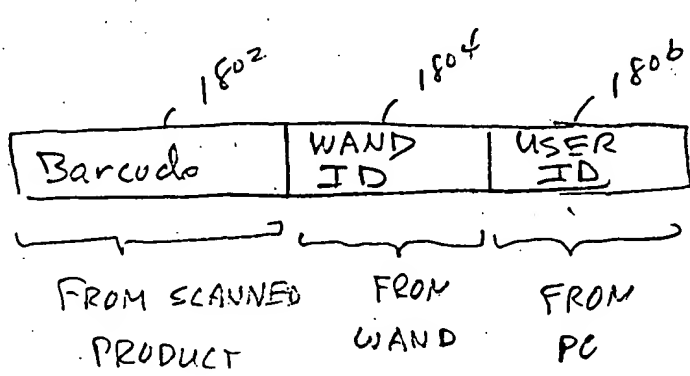 1802 1804 1806
Barcode WAND USER
ID ID
FROM SCANNED FROM FROM
PRODUCT WAND PC